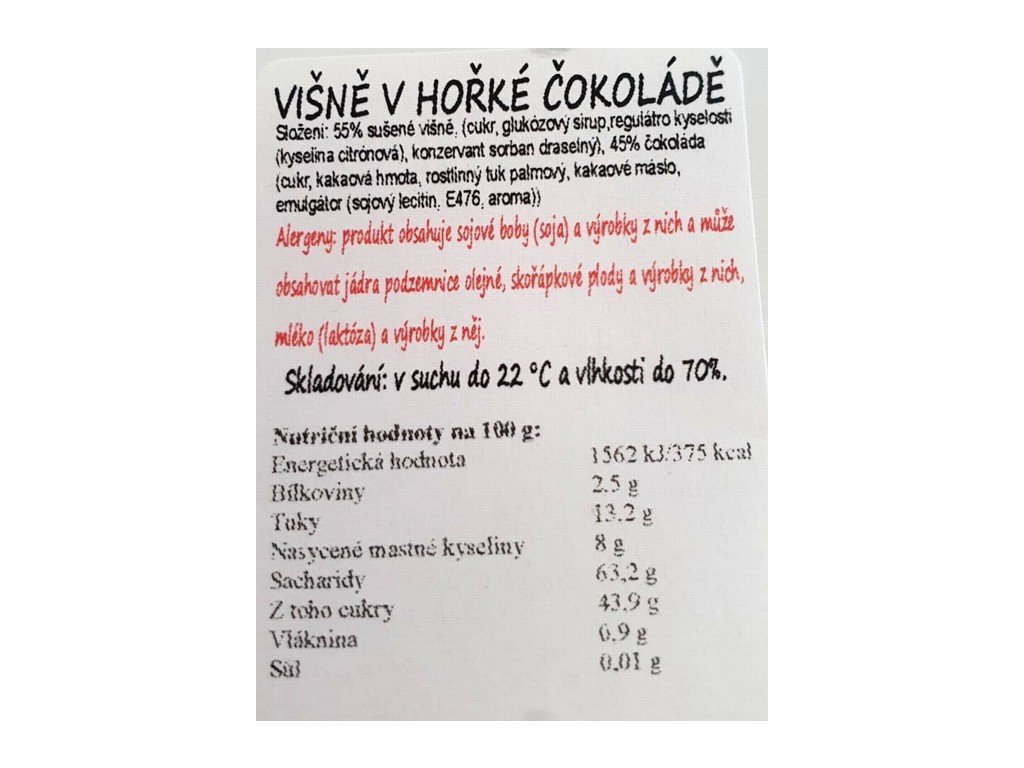 VIŠNĚ V HOŘKÉ ČOKOLÁDĚ
Složení: 55% sušené višně, (cukr, glukózový sirup,regulátro kyselosti
(kyselina citrónová), konzervant sorban draselný), 45% čokoláda
(cukr, kakaová hmota, rostlinný tuk palmový, kakaové máslo,
emulgátor (sojový lecitin, E476, aroma))
Alergeny: produkt obsahuje sojové boby (soja) a výrobky z nich a může
obsahovat jádra podzemnice olejné, skořápkové plody a výrobky z nich,
mléko (laktóza) a výrobky z něj.
Skladování: v suchu do 22 °C a vlhkosti do 70%.
Nutriční hodnoty na 100 g:
Energetická hodnota 1562 kJ/375 kcal
Bílkoviny 2.5 g
Tuky 13.2 g
Nasycené mastné kyseliny 8 g
Sacharidy 63,2 g
Z toho cukry 43.9 g
Vláknina 6.9 g
Sůl 0.01 g